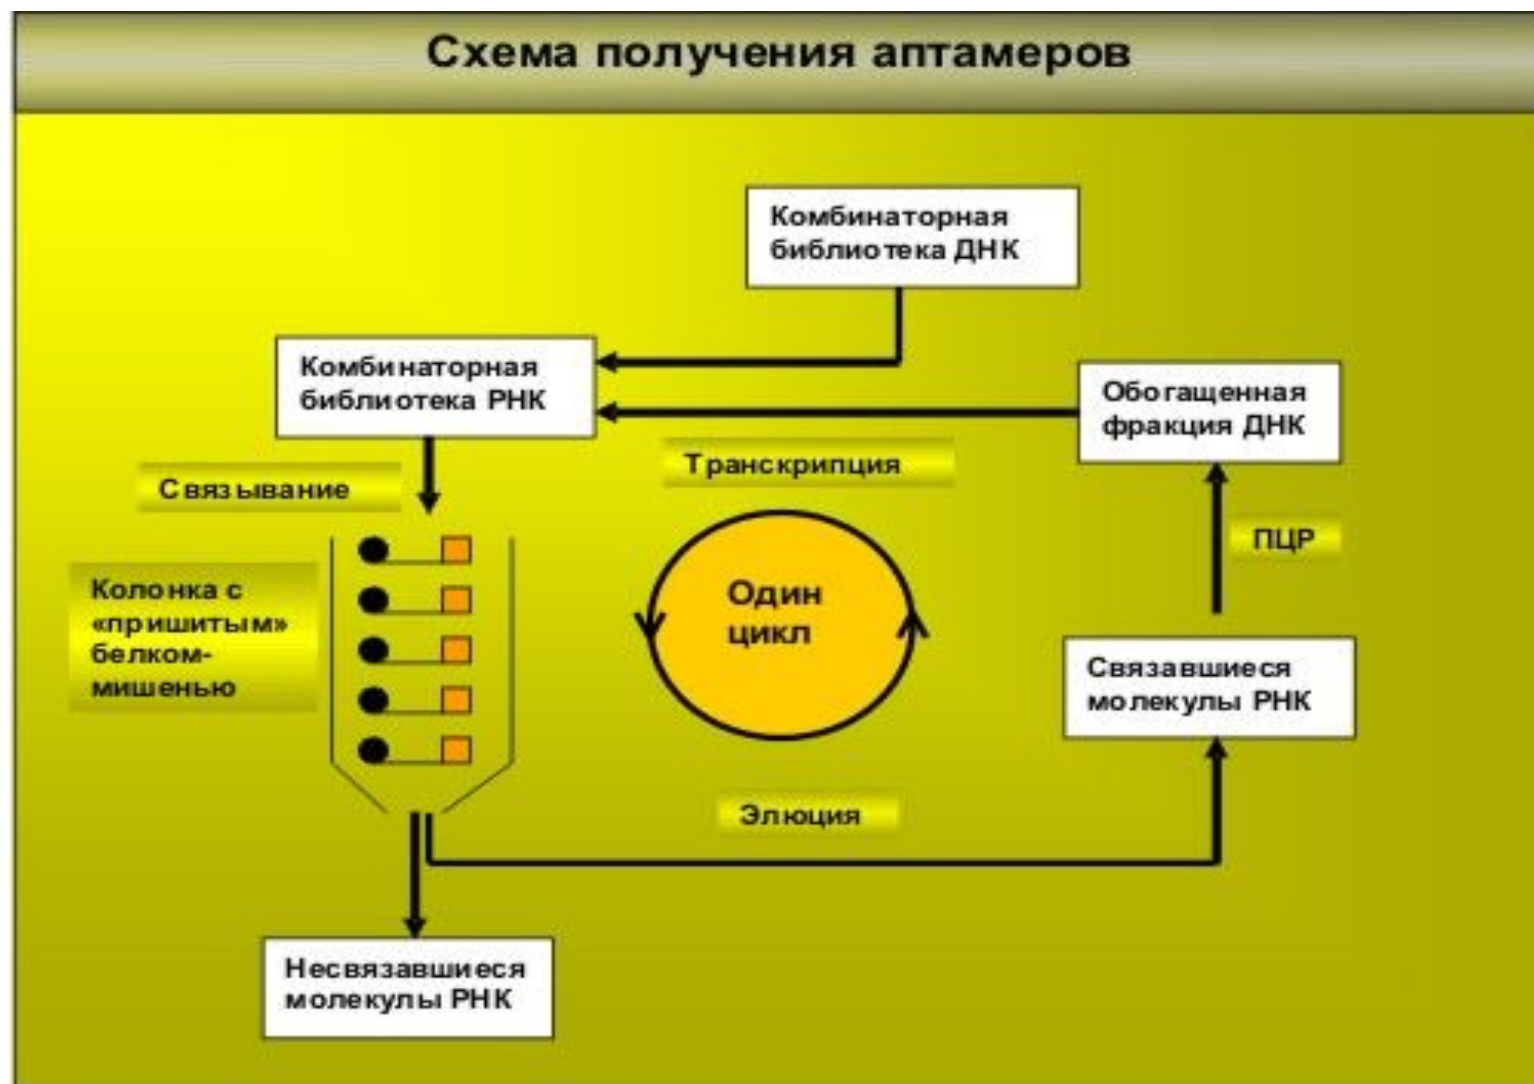 Схема получения аптамеров
Комбинаторная
библиотека ДНК
Комбинаторная
библиотека РНК
Обогащенная
фракция ДНК
Транскрипция
Связывание
ПЦР
Колонка с
«пришитым»
белком-
мишенью
Один
цикл
Связавшиеся
молекулы РНК
Элюция
Несвязавшиеся
молекулы РНК